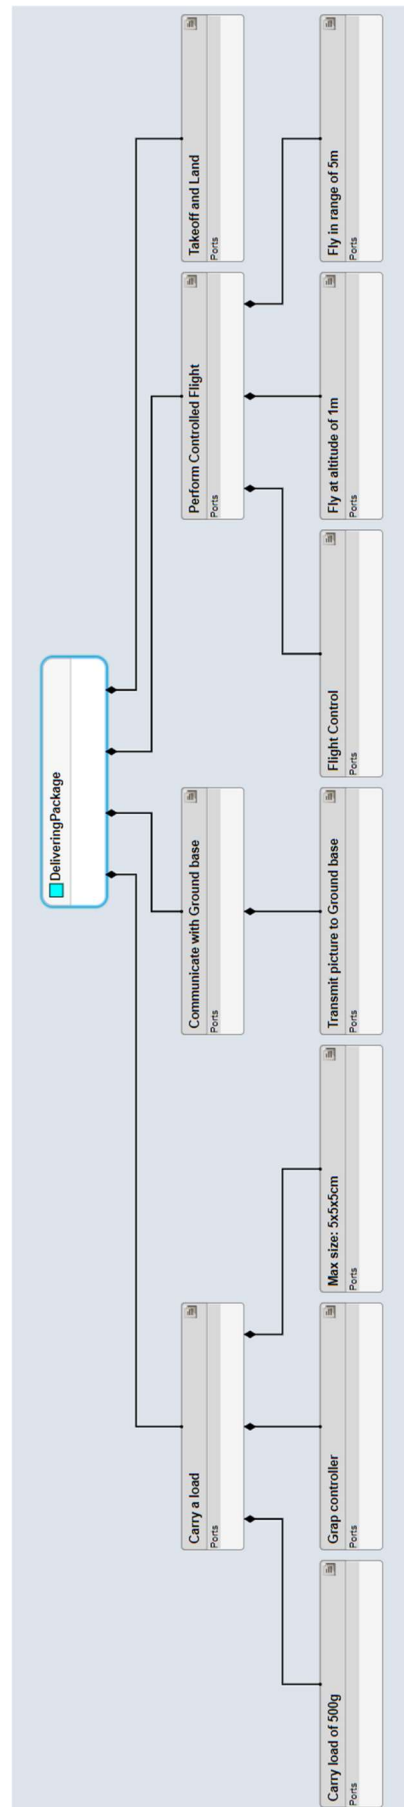 DeliveringPackage
Carry a load
Ports
Communicate with Ground base
Ports
Perform Controlled Flight
Ports
Takeoff and Land
Ports
Carry load of 500g
Ports
Grap controller
Ports
Max size: 5x5x5cm
Ports
Transmit picture to Ground base
Ports
Flight Control
Ports
Fly at altitude of 1m
Ports
Fly in range of 5m
Ports